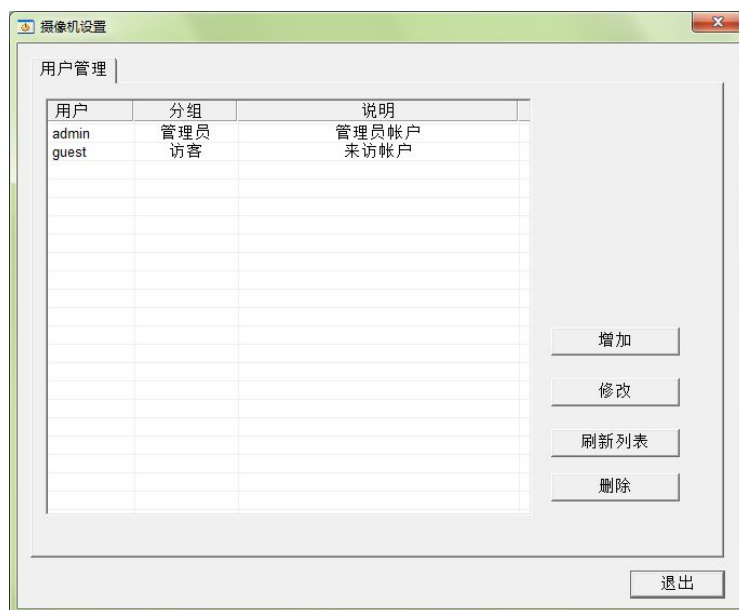 摄像机设置
用户管理
用户 分组 说明
admin 管理员 管理员帐户
guest 访客 来访帐户
增加
修改
刷新列表
删除
退出